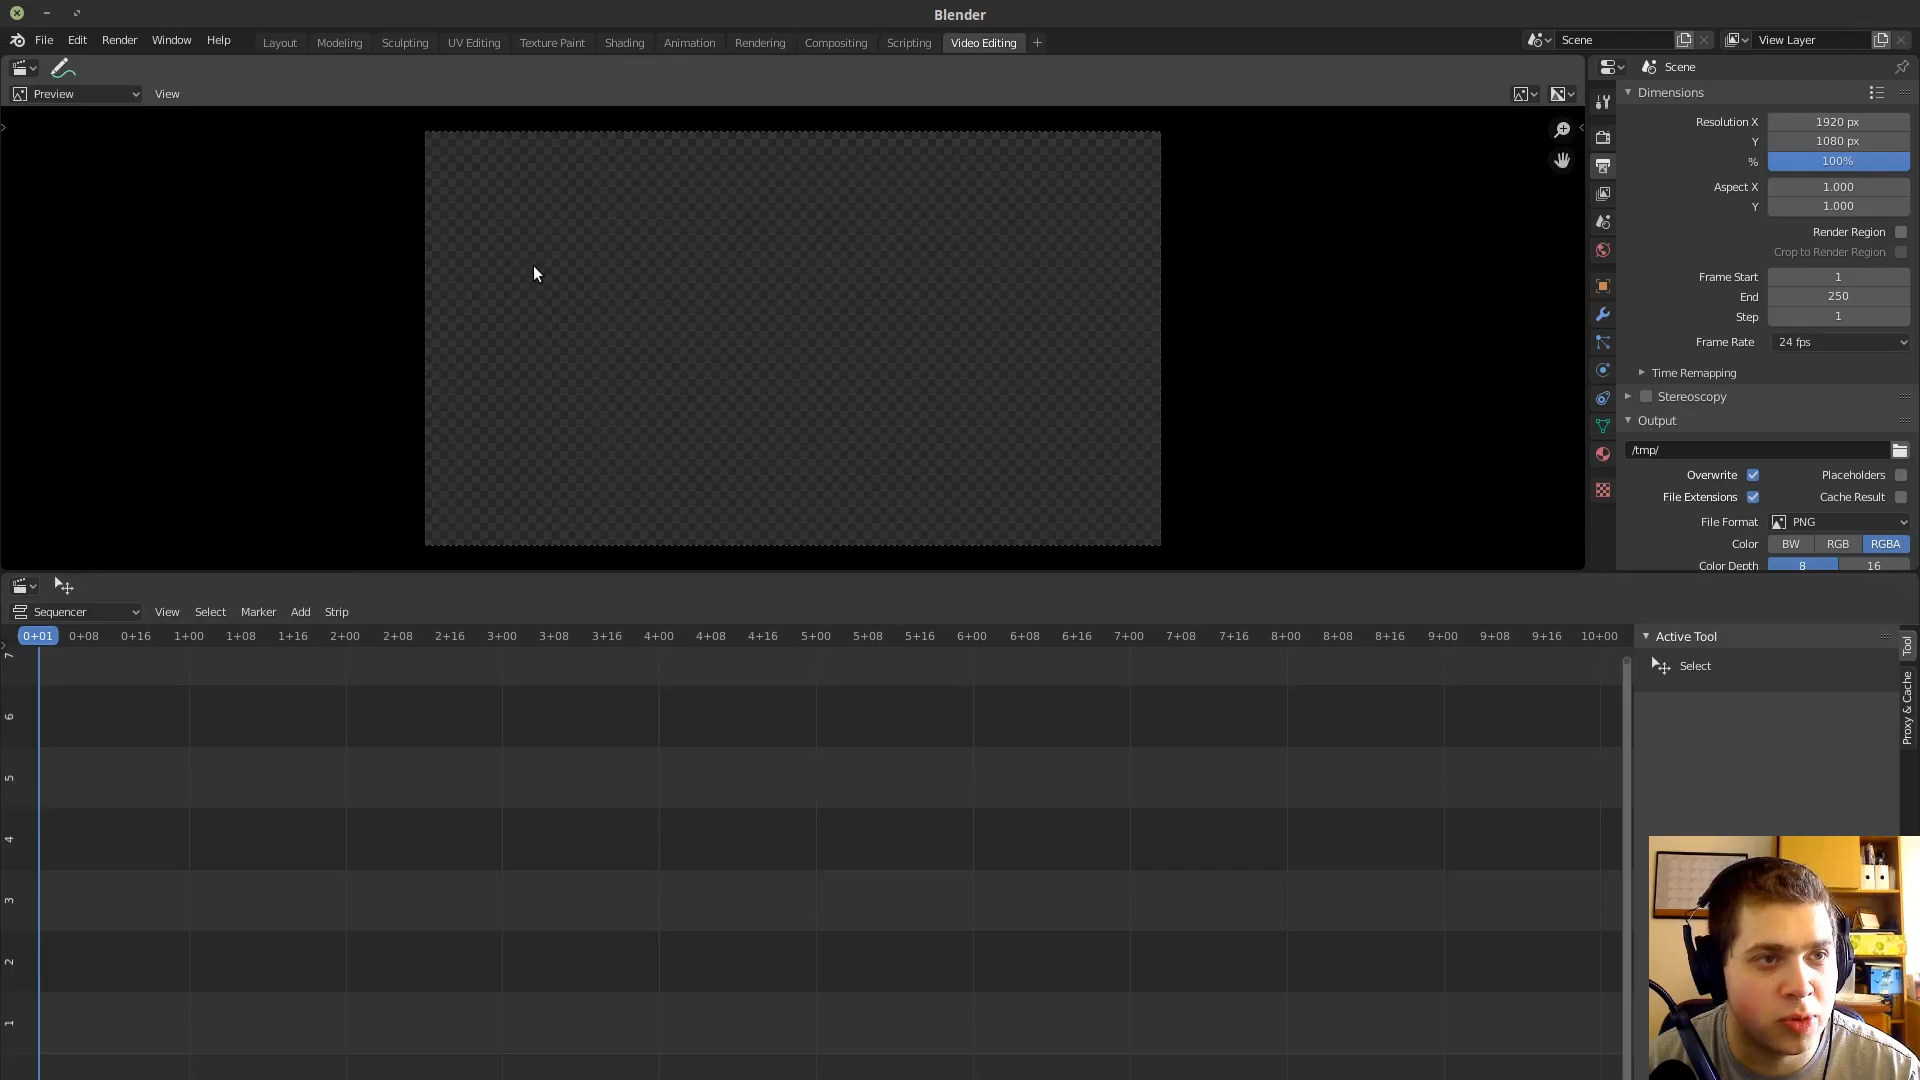 Blender
File Edit Render Window Help Layout Modeling Sculpting UV Editing Texture Paint Shading Animation Rendering Compositing Scripting Video Editing + Scene View Layer
Scene
Preview View
Dimensions
Resolution X 1920 px
Y 1080 px
% 100%
Aspect X 1.000
Y 1.000
Render Region
Crop to Render Region
Frame Start 1
End 250
Step 1
Frame Rate 24 fps
Time Remapping
Stereoscopy
Output
/tmp/
Overwrite Placeholders
File Extensions Cache Result
File Format PNG
Color BW RGB RGBA
Color Depth 8 16
Sequencer View Select Marker Add Strip
0+01 0+08 0+16 1+00 1+08 1+16 2+00 2+08 2+16 3+00 3+08 3+16 4+00 4+08 4+16 5+00 5+08 5+16 6+00 6+08 6+16 7+00 7+08 7+16 8+00 8+08 8+16 9+00 9+08 9+16 10+00
Active Tool
Select
Tool
Proxy & Cache
7
6
5
4
3
2
1